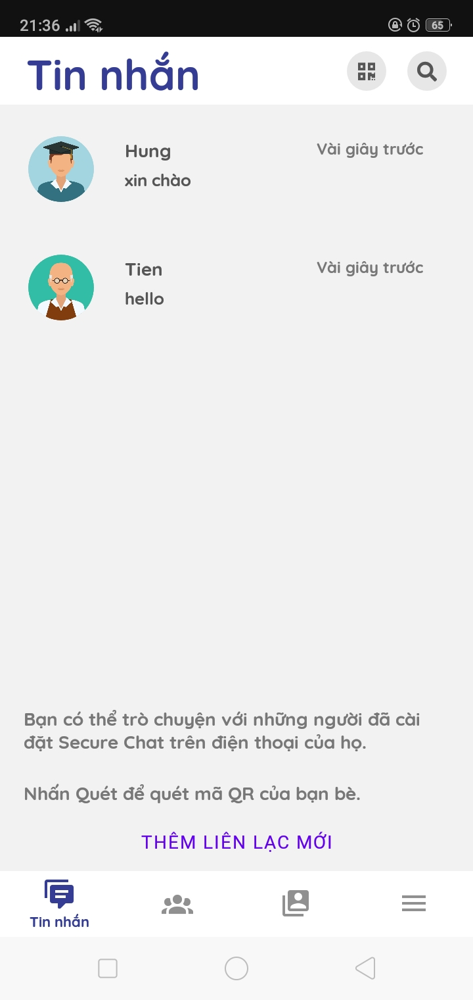 21:36
65
Tin nhắn
Hung
Vài giây trước
xin chào
Tien
Vài giây trước
hello
Bạn có thể trò chuyện với những người đã cài
đặt Secure Chat trên điện thoại của họ.
Nhấn Quét để quét mã QR của bạn bè.
THÊM LIÊN LẠC MỚI
Tin nhắn